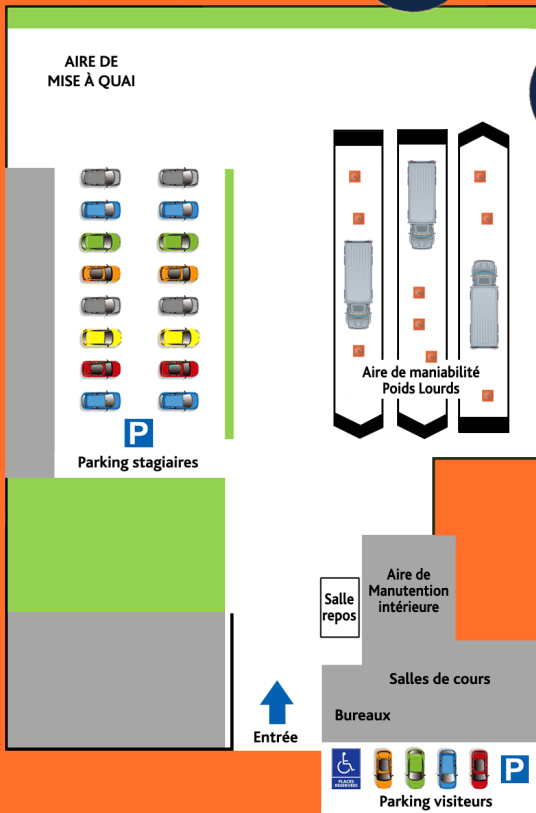 AIRE DE
MISE À QUAI
Aire de maniabilité
Poids Lourds
P
Parking stagiaires
Aire de
Manutention
intérieure
Salle
repos
Salles de cours
Bureaux
Entrée
PLACES
RÉSERVÉES
P
Parking visiteurs